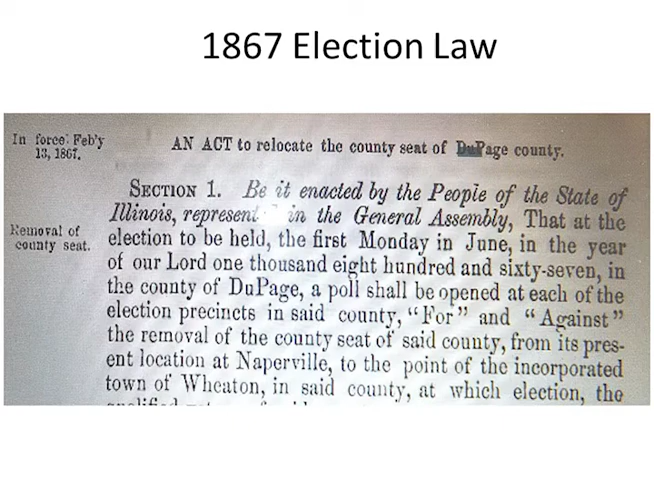 1867 Election Law
In force Feb'y
13, 1867.
AN ACT to relocate the county seat of DuPage county.
Removal of
county seat.
SECTION 1. Be it enacted by the People of the State of
Illinois, represent in the General Assembly, That at the
election to be held, the first Monday in June, in the year
of our Lord one thousand eight hundred and sixty-seven, in
the county of DuPage, a poll shall be opened at each of the
election precincts in said county, "For" and "Against"
the removal of the county seat of said county, from its pres-
ent location at Naperville, to the point of the incorporated
town of Wheaton, in said county, at which election, the